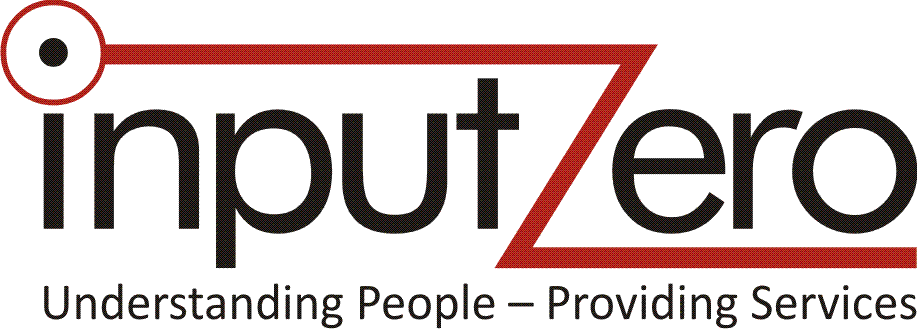 inputZero
Understanding People – Providing Services